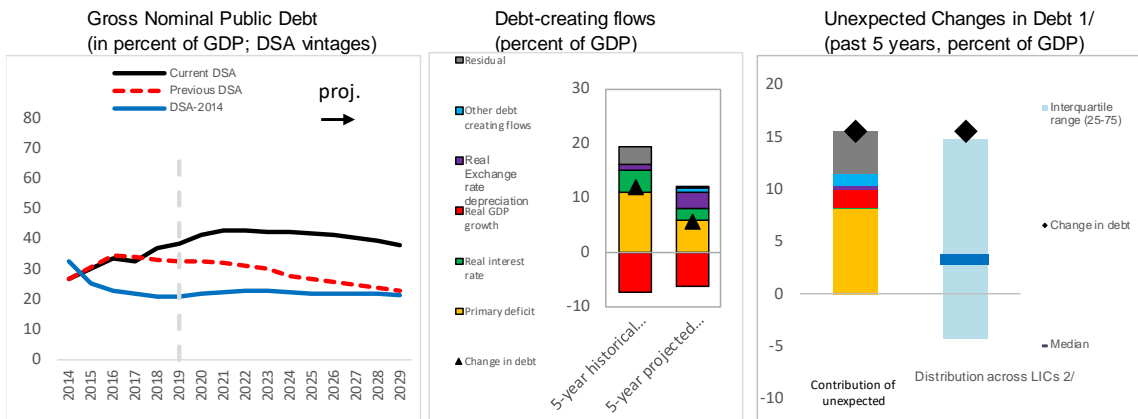 Gross Nominal Public Debt
(in percent of GDP; DSA vintages)
Current DSA
Previous DSA
DSA-2014
proj.
80
70
60
50
40
30
20
10
0
2014
2015
2016
2017
2018
2019
2020
2021
2022
2023
2024
2025
2026
2027
2028
2029
Debt-creating flows
(percent of GDP)
Residual
Other debt
creating flows
Real
Exchange
rate
depreciation
Real GDP
growth
Real interest
rate
Primary deficit
Change in debt
30
20
10
0
-10
5-year historical...
5-year projected...
Unexpected Changes in Debt 1/
(past 5 years, percent of GDP)
20
15
10
5
0
-5
-10
Interquartile
range (25-75)
Change in debt
Median
Contribution of
unexpected
Distribution across LICs 2/